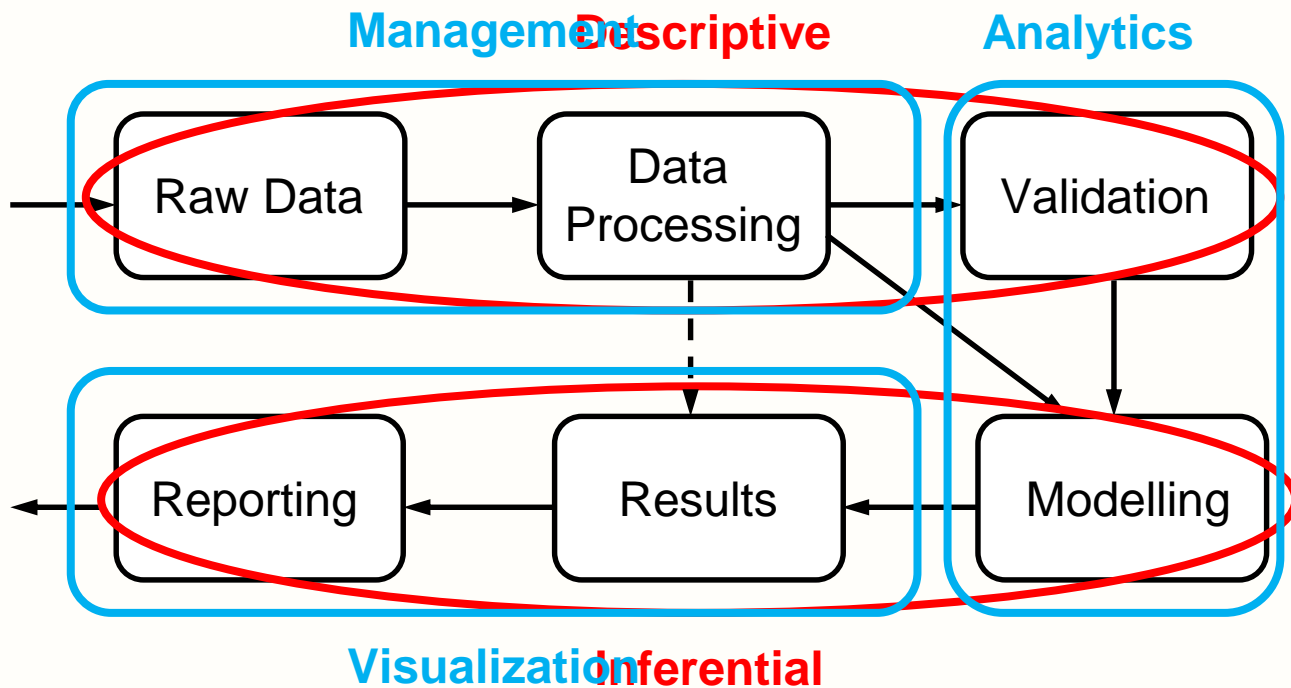 Management Descriptive Analytics
Raw Data
Data
Processing
Validation
Reporting
Results
Modelling
Visualization Inferential